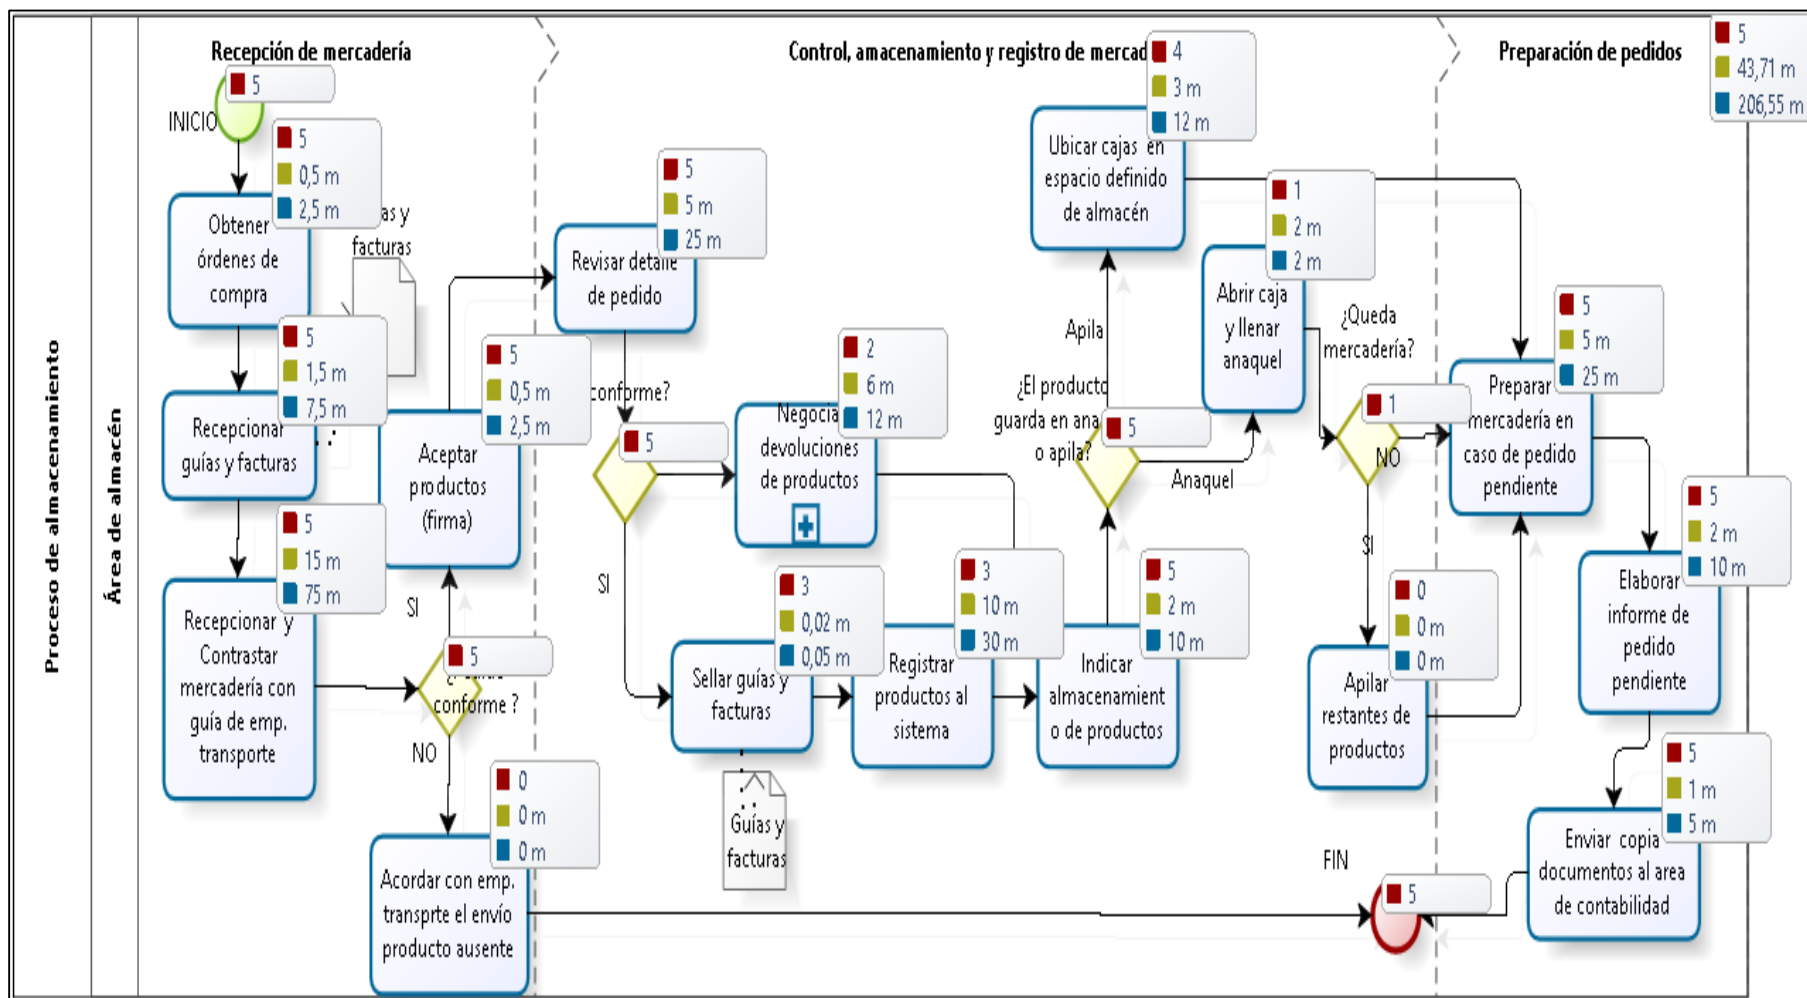 Proceso de almacenamiento
Área de almacén
Recepción de mercadería
Control, amacenamiento y registro de
Preparación de pedidos
5
43,71 m
206,55 m
INICIO
5
5
0,5 m
2,5 m
Obtener
órdenes de
compra
y
facturas
5
1,5 m
7,5 m
Recepcionar
guías y facturas
5
15 m
75 m
Recepcionar y
Contrastar
mercadería con
guía de emp.
transporte
5
0,5 m
2,5 m
Aceptar
productos
(firma)
SI
5
conforme ?
NO
0
0 m
0 m
Acordar con emp.
transprte el envío
producto ausente
5
5 m
25 m
Revisar detalle
de pedido
conforme?
5
SI
2
6 m
12 m
Negociar
devoluciones
de productos
3
0,02 m
0,05 m
Sellar guías y
facturas
Guías y
facturas
3
10 m
30 m
Registrar
productos al
sistema
5
2 m
10 m
Indicar
almacenamient
o de productos
¿El producto
guarda en
o apila?
5
Apila
Anaquel
4
3 m
12 m
Ubicar cajas en
espacio definido
de almacén
1
2 m
2 m
Abrir caja
y llenar
anaquel
¿Queda
mercadería?
1
NO
SI
0
0 m
0 m
Apilar
restantes de
productos
5
5 m
25 m
Preparar
mercadería en
caso de pedido
pendiente
5
2 m
10 m
Elaborar
informe de
pedido
pendiente
5
1 m
5 m
Enviar copia
documentos al area
de contabilidad
FIN
5